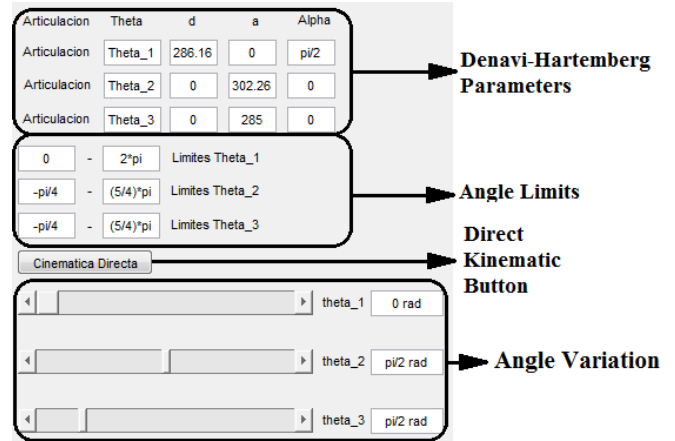 Articulacion Theta d a Alpha
Articulacion Theta_1 286.16 0 pi/2
Articulacion Theta_2 0 302.26 0
Articulacion Theta_3 0 285 0
Denavi-Hartemberg
Parameters
0 - 2*pi Limites Theta_1
-pi/4 - (5/4)*pi Limites Theta_2
-pi/4 - (5/4)*pi Limites Theta_3
Angle Limits
Cinematica Directa
Direct
Kinematic
Button
theta_1 0 rad
theta_2 pi/2 rad
theta_3 pi/2 rad
Angle Variation